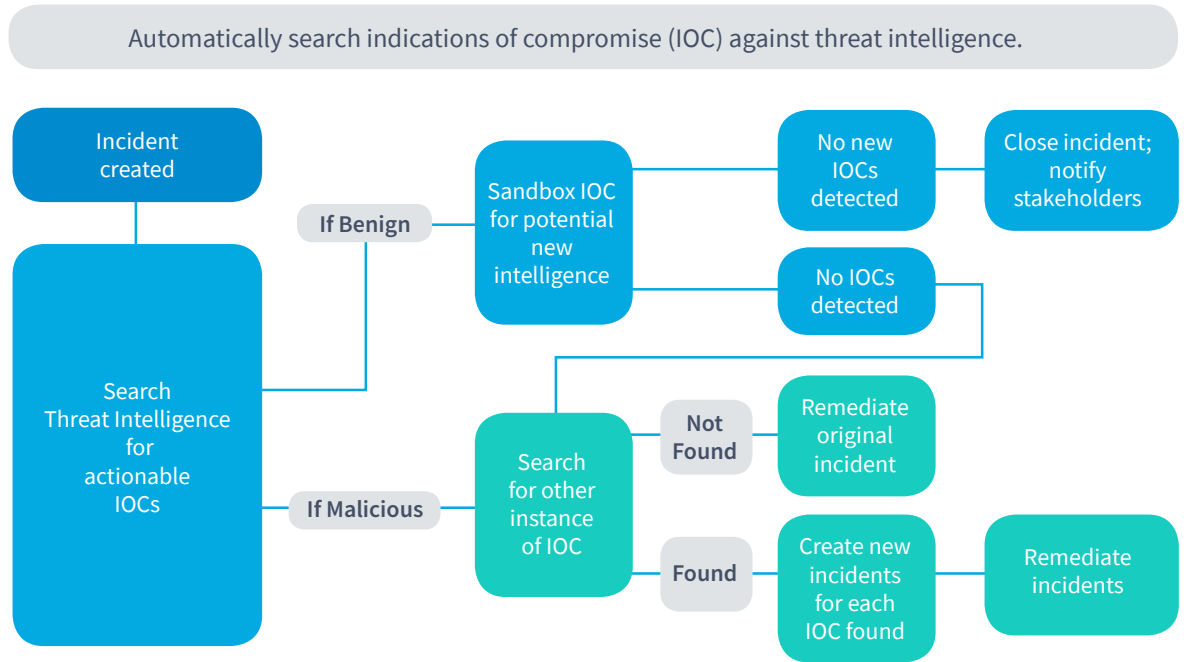 Automatically search indications of compromise (IOC) against threat intelligence.
Incident
created
Search
Threat Intelligence
for
actionable
IOCs
If Benign
If Malicious
Sandbox IOC
for potential
new
intelligence
No new
IOCs
detected
Close incident;
notify
stakeholders
No IOCs
detected
Search
for other
instance
of IOC
Not
Found
Remediate
original
incident
Found
Create new
incidents
for each
IOC found
Remediate
incidents